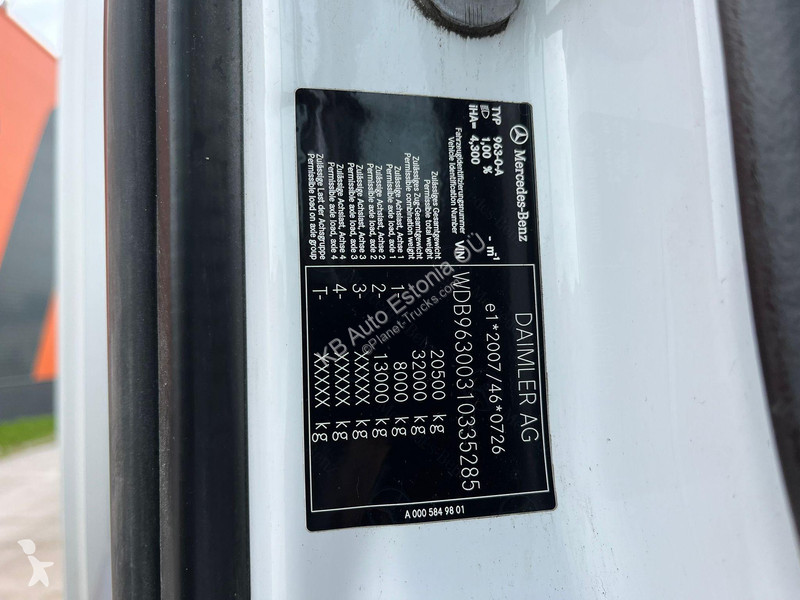 Mercedes-Benz
DAIMLER AG
TYP 963-0-A
1,00 % - m-1
iHA= 4,300
e1*2007/46*0726
Fahrzeugidentifizierungsnummer
Vehicle Identification Number VIN WDB96300310335285
Zulässiges Gesamtgewicht
Permissible total weight 20500 kg
Zulässiges Zug-Gesamtgewicht
Permissible combination weight 32000 kg
Zulässige Achslast, Achse 1
Permissible axle load, axle 1 1- 8000 kg
Zulässige Achslast, Achse 2
Permissible axle load, axle 2 2- 13000 kg
Zulässige Achslast, Achse 3
Permissible axle load, axle 3 3- XXXXX kg
Zulässige Achslast, Achse 4
Permissible axle load, axle 4 4- XXXXX kg
Zulässige Last der Achsgruppe
Permissible load on axle group T- XXXXX kg
A 000 584 98 01
KB Auto Estonia OÜ
©Planet-Trucks.com